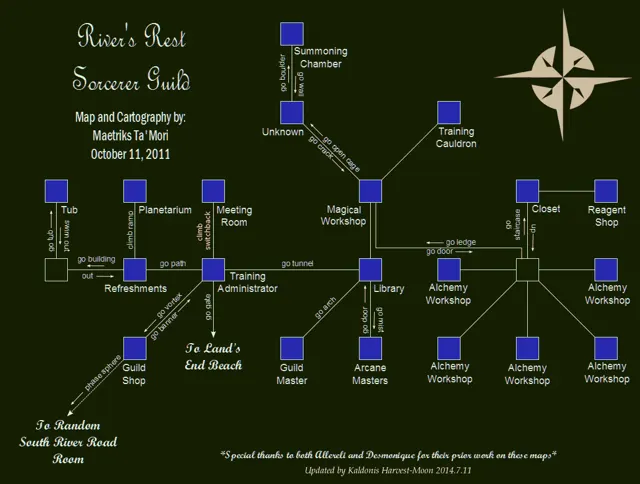 River's Rest
Sorcerer Guild
Map and Cartography by:
Maetriks Ta'Mori
October 11, 2011
Summoning
Chamber
go boulder
go wall
Unknown
go open cage
go crack
Training
Cauldron
Tub
Planetarium
Meeting
Room
Magical
Workshop
Closet
Reagent
Shop
go tub
swim out
climb ramp
climb
switchback
go
staircase
up
go ledge
go door
go building
out
go path
go tunnel
Refreshments
Training
Administrator
Library
Alchemy
Workshop
Alchemy
Workshop
go vortex
go banner
go gate
go arch
go door
go mist
To Land's
End Beach
Guild
Shop
Guild
Master
Arcane
Masters
Alchemy
Workshop
Alchemy
Workshop
Alchemy
Workshop
phase sphere
To Random
South River Road
Room
*Special thanks to both Allereli and Desmonique for their prior work on these maps*
Updated by Kaldonis Harvest-Moon 2014.7.11